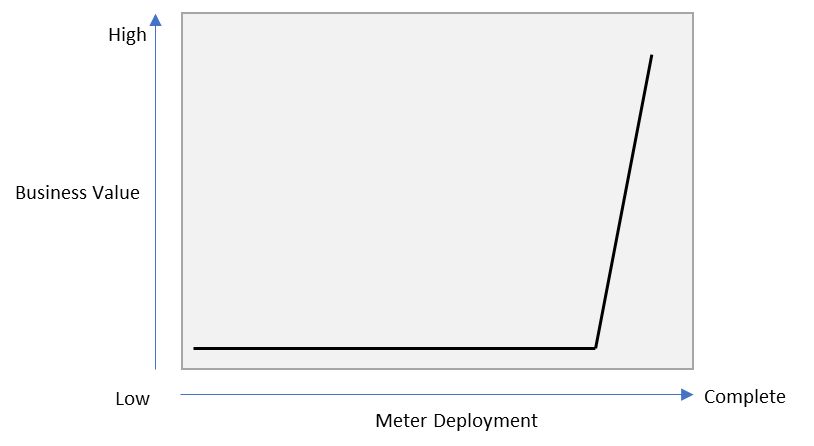 High
Business Value
Low
Complete
Meter Deployment